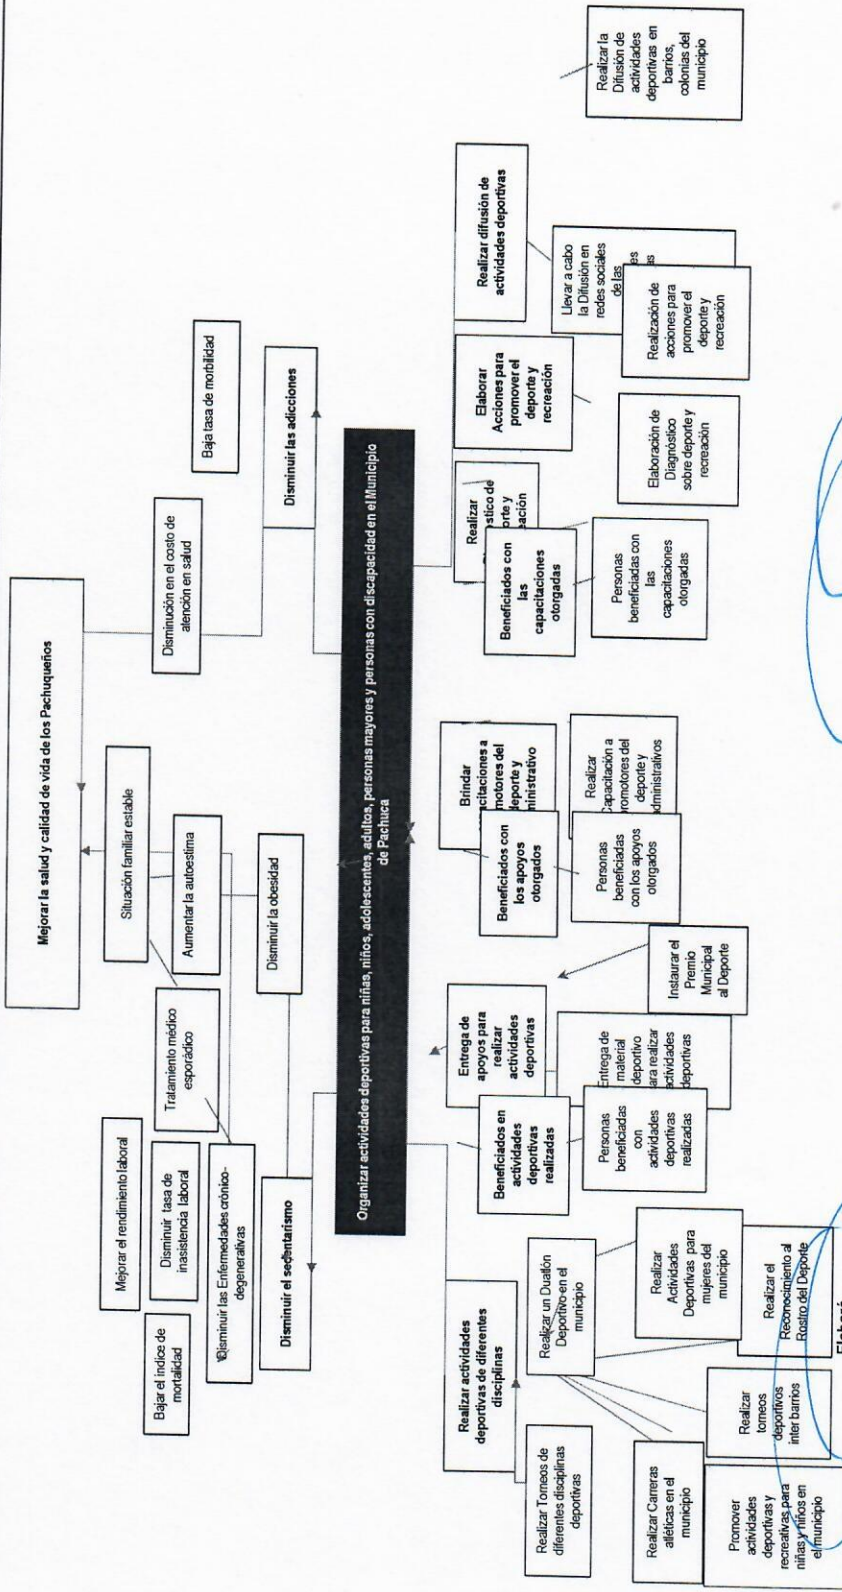 Mejorar la salud y calidad de vida de los Pachuqueños
Mejorar el rendimiento laboral
Situación familiar estable
Disminución en el costo de
atención en salud
Baja tasa de morbilidad
Bajar el índice de
mortalidad
Disminuir tasa de
inasistencia laboral
Tratamiento médico
esporádico
Aumentar la autoestima
Disminuir las Enfermedades crónico-
degenerativas
Disminuir la obesidad
Disminuir el sedentarismo
Disminuir las adicciones
Organizar actividades deportivas para niñas, niños, adolescentes, adultos, personas mayores y personas con discapacidad en el Municipio
de Pachuca
Realizar actividades
deportivas de diferentes
disciplinas
Entrega de
apoyos para
realizar
actividades
deportivas
Beneficiados en
actividades
deportivas
realizadas
Brindar
pacitaciones a
motores del
deporte y
ministrativo
Beneficiados con
los apoyos
otorgados
Realizar
stico de
orte y
eación
Beneficiados con
las
capacitaciones
otorgadas
Elaborar
Acciones para
promover el
deporte y
recreación
Realizar difusión de
actividades deportivas
Realizar Torneos de
diferentes disciplinas
deportivas
Realizar un Duatlón
Deportivo en el
municipio
Personas
beneficiadas
con
actividades
deportivas
realizadas
Entrega de
material
deportivo
ara realizar
actividades
deportivas
Instaurar el
Premio
Municipal
al Deporte
Personas
beneficiadas
con los apoyos
otorgados
Realizar
Capacitación a
romotores del
deporte y
administrativos
Personas
beneficiadas con
las
capacitaciones
otorgadas
Elaboración de
Diagnóstico
sobre deporte y
recreación
Llevar a cabo
la Difusión en
redes sociales
de las
es
as
Realización de
acciones para
promover el
deporte y
recreación
Realizar la
Difusión de
actividades
deportivas en
barrios,
colonias del
municipio
Realizar Carreras
atléticas en el
municipio
Realizar
Actividades
Deportivas para
mujeres del
municipio
Promover
actividades
deportivas y
recreativas para
niñas y niños en
el municipio
Realizar
torneos
deportivos
inter barrios
Realizar el
Reconocimiento al
Rostro del Deporte
Elaboró